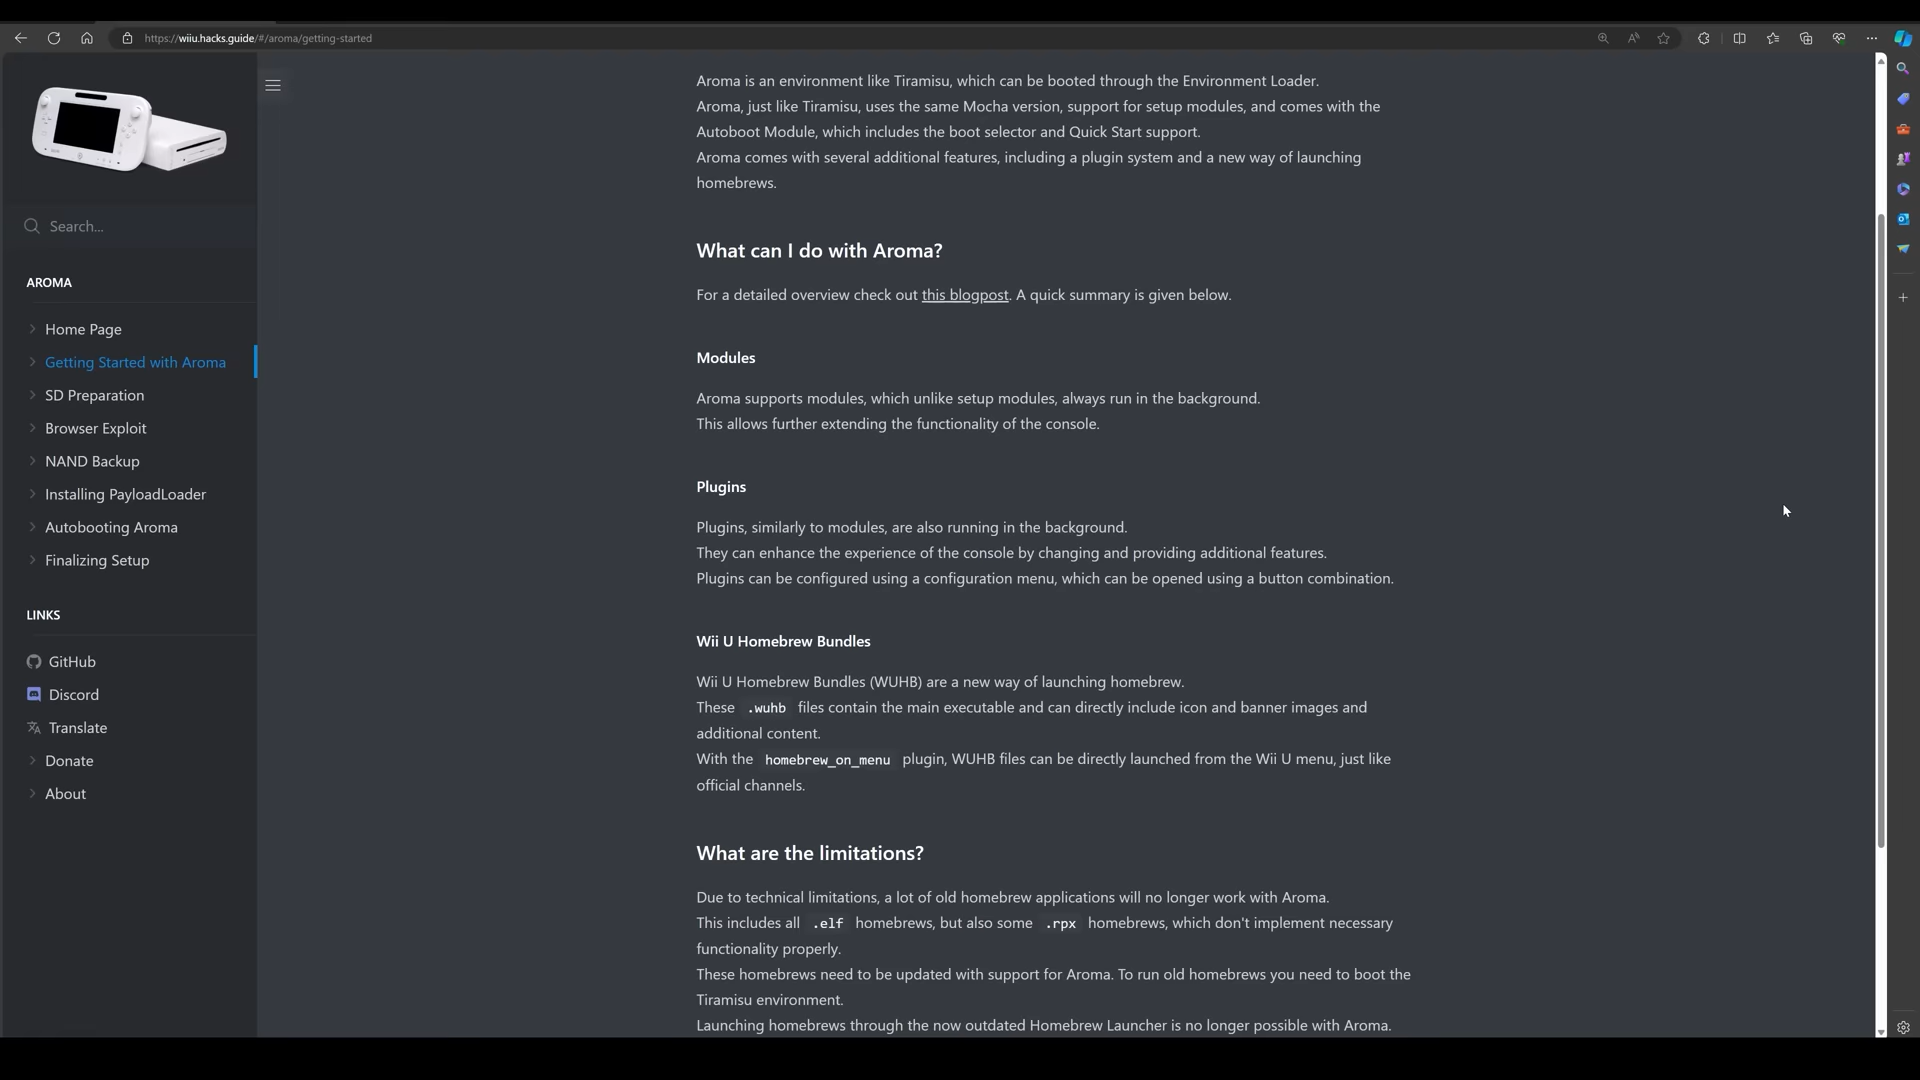 https://wiiu.hacks.guide/#/aroma/getting-started
Search...
AROMA
Home Page
Getting Started with Aroma
SD Preparation
Browser Exploit
NAND Backup
Installing PayloadLoader
Autobooting Aroma
Finalizing Setup
LINKS
GitHub
Discord
Translate
Donate
About
Aroma is an environment like Tiramisu, which can be booted through the Environment Loader.
Aroma, just like Tiramisu, uses the same Mocha version, support for setup modules, and comes with the
Autoboot Module, which includes the boot selector and Quick Start support.
Aroma comes with several additional features, including a plugin system and a new way of launching
homebrews.
What can I do with Aroma?
For a detailed overview check out this blogpost. A quick summary is given below.
Modules
Aroma supports modules, which unlike setup modules, always run in the background.
This allows further extending the functionality of the console.
Plugins
Plugins, similarly to modules, are also running in the background.
They can enhance the experience of the console by changing and providing additional features.
Plugins can be configured using a configuration menu, which can be opened using a button combination.
Wii U Homebrew Bundles
Wii U Homebrew Bundles (WUHB) are a new way of launching homebrew.
These .wuhb files contain the main executable and can directly include icon and banner images and
additional content.
With the homebrew_on_menu plugin, WUHB files can be directly launched from the Wii U menu, just like
official channels.
What are the limitations?
Due to technical limitations, a lot of old homebrew applications will no longer work with Aroma.
This includes all .elf homebrews, but also some .rpx homebrews, which don't implement necessary
functionality properly.
These homebrews need to be updated with support for Aroma. To run old homebrews you need to boot the
Tiramisu environment.
Launching homebrews through the now outdated Homebrew Launcher is no longer possible with Aroma.